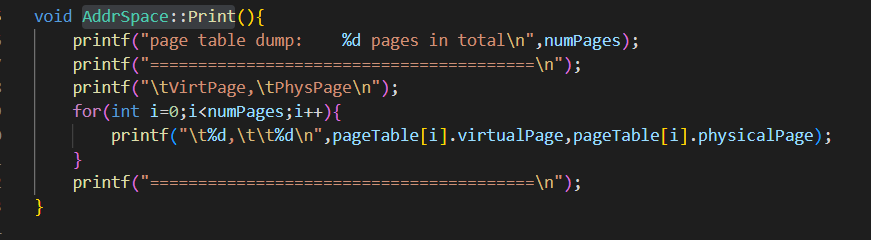 void AddrSpace::Print(){
    printf("page table dump:    %d pages in total\n",numPages);
    printf("========================================\n");
    printf("\tVirtPage,\tPhysPage\n");
    for(int i=0;i<numPages;i++){
        printf("\t%d,\t\t%d\n",pageTable[i].virtualPage,pageTable[i].physicalPage);
    }
    printf("========================================\n");
}